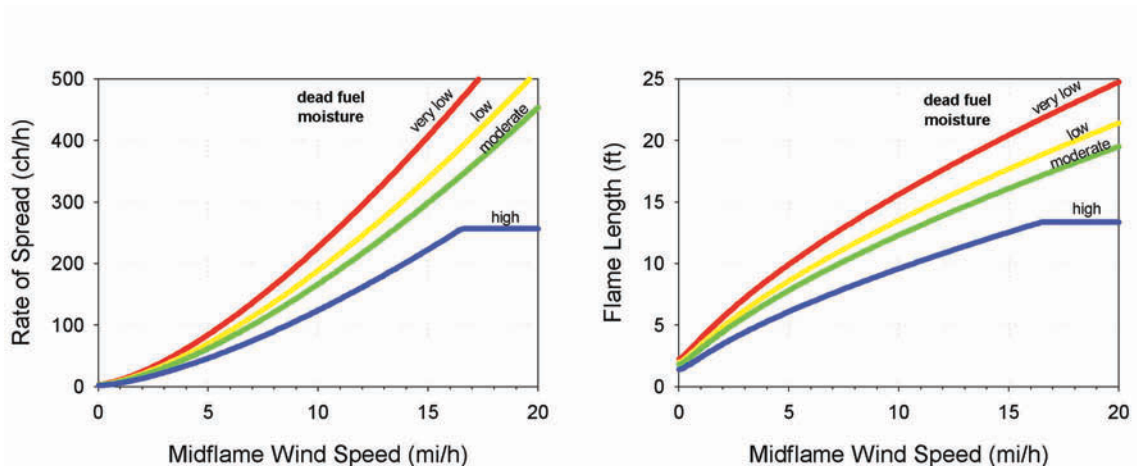 500
400
300
200
100
0
Rate of Spread (ch/h)
dead fuel
moisture
very low
low
moderate
high
0 5 10 15 20
Midflame Wind Speed (mi/h)
25
20
15
10
5
0
Flame Length (ft)
dead fuel
moisture
very low
low
moderate
high
0 5 10 15 20
Midflame Wind Speed (mi/h)